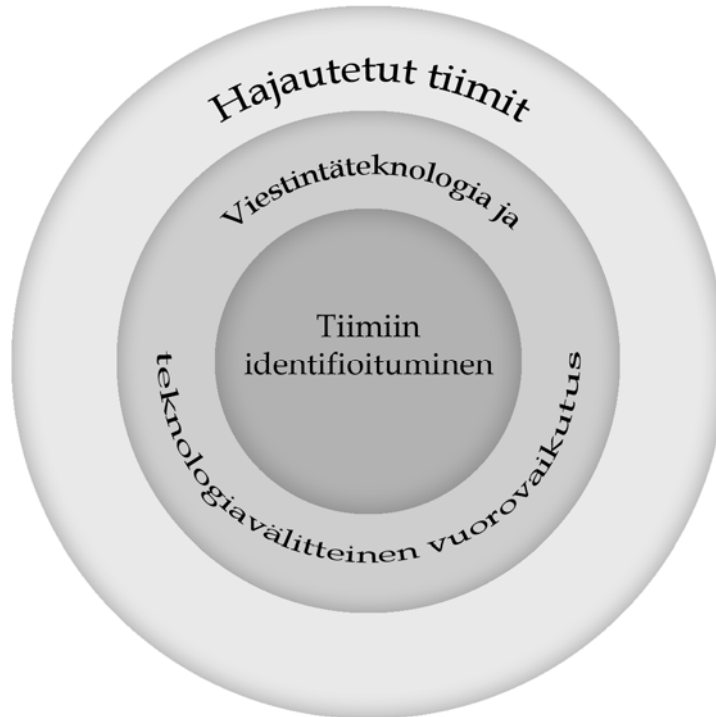 Hajautetut tiimit
Viestintäteknologia ja
teknologiavälitteinen vuorovaikutus
Tiimiin
identifioituminen